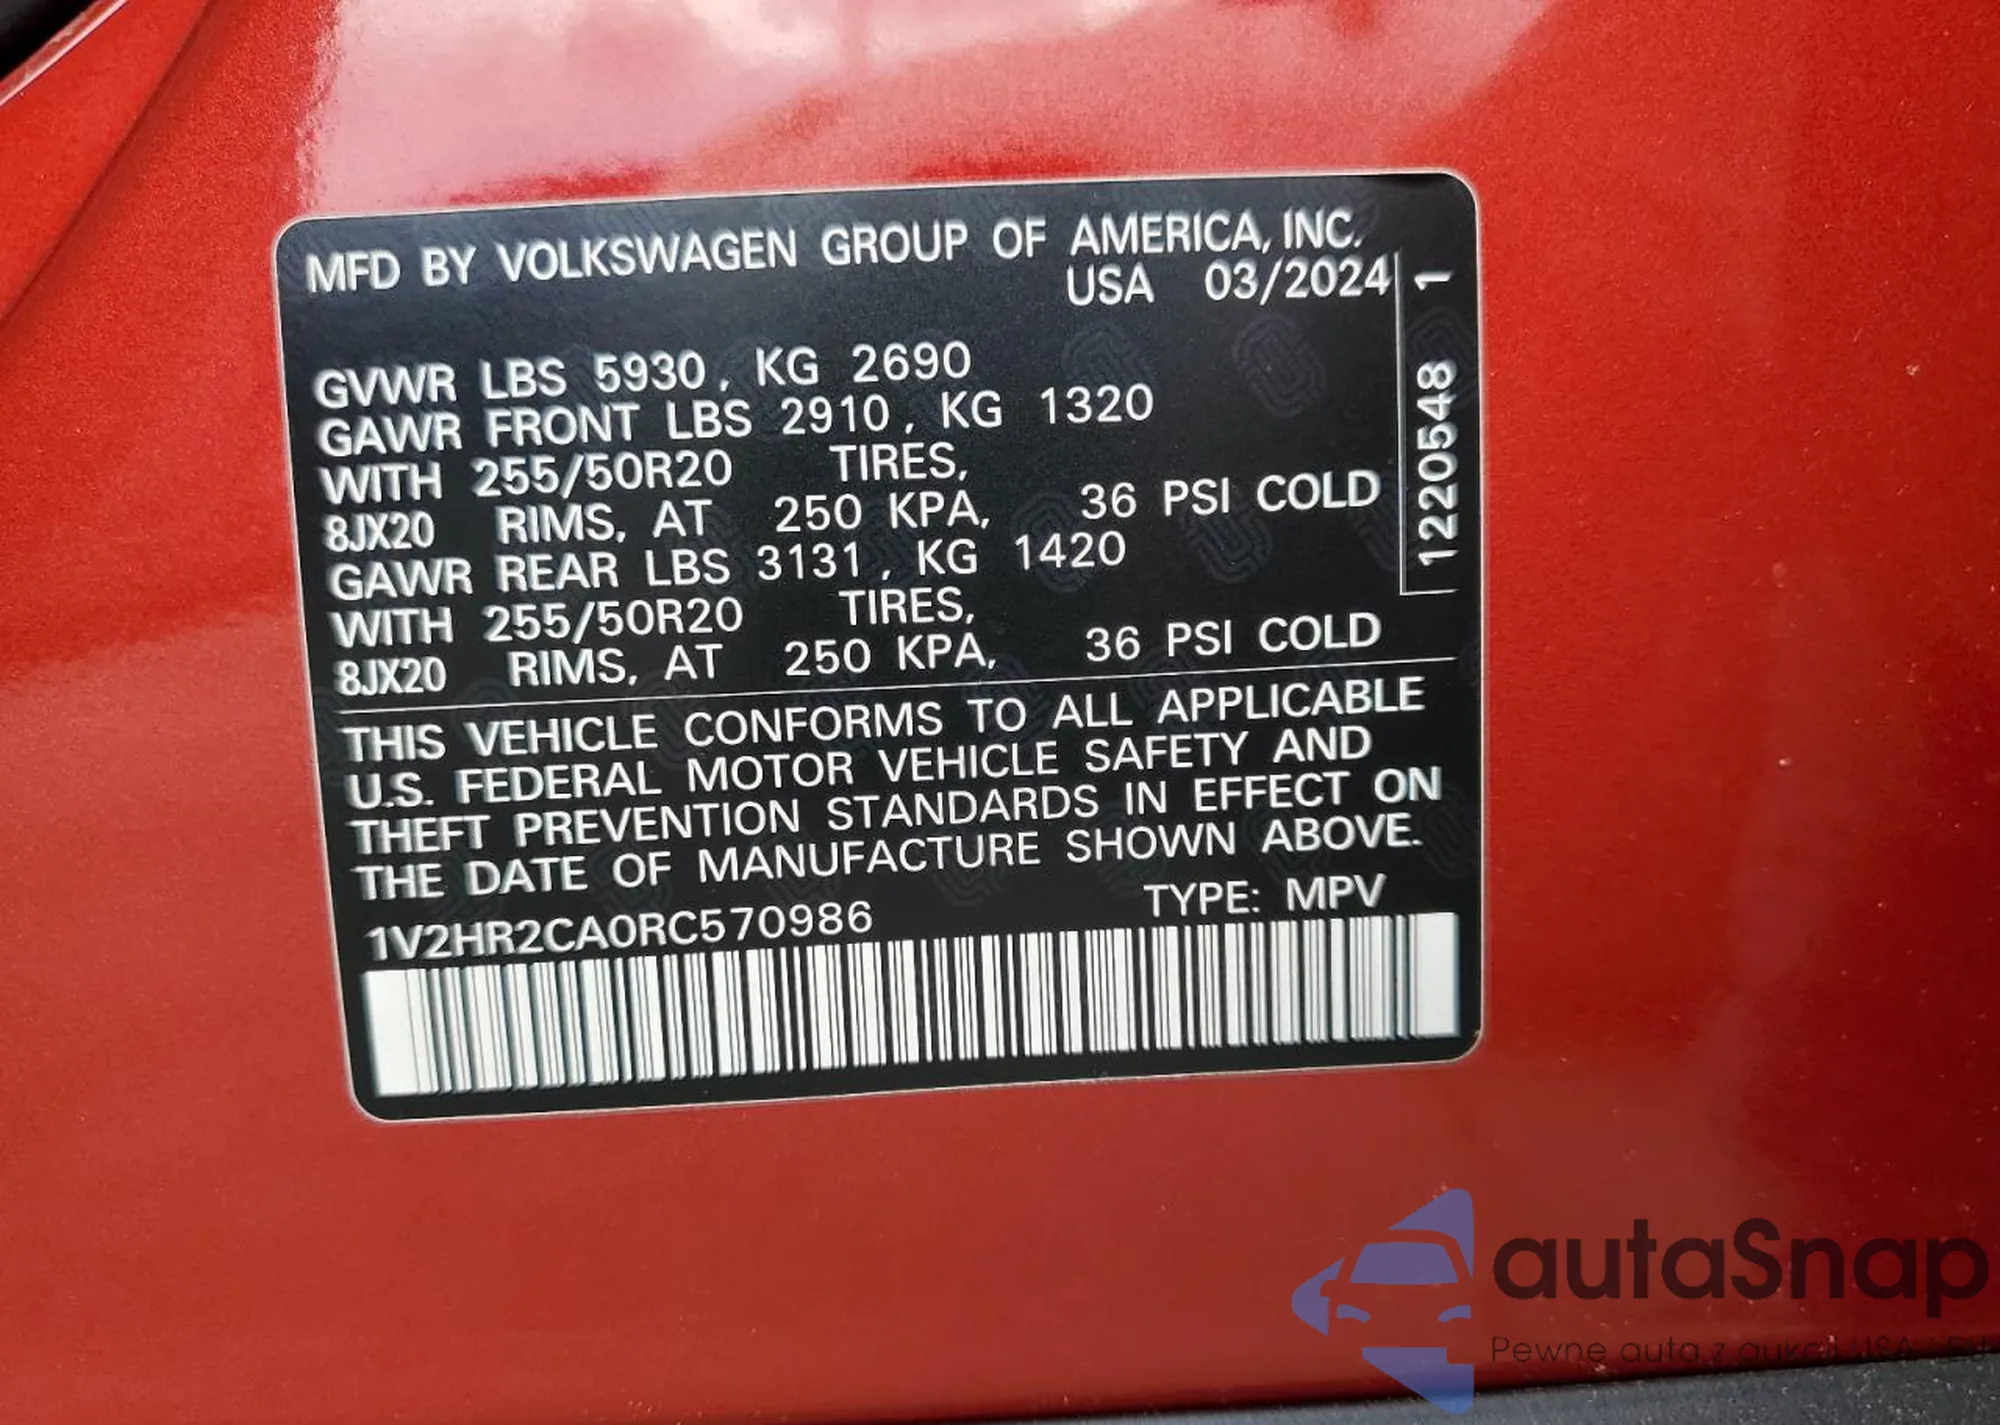 MFD BY VOLKSWAGEN GROUP OF AMERICA, INC.
USA 03/2024
GVWR LBS 5930, KG 2690
GAWR FRONT LBS 2910, KG 1320
WITH 255/50R20 TIRES,
8JX20 RIMS, AT 250 KPA, 36 PSI COLD
GAWR REAR LBS 3131, KG 1420
WITH 255/50R20 TIRES,
8JX20 RIMS, AT 250 KPA, 36 PSI COLD
1220548 1
THIS VEHICLE CONFORMS TO ALL APPLICABLE
U.S. FEDERAL MOTOR VEHICLE SAFETY AND
THEFT PREVENTION STANDARDS IN EFFECT ON
THE DATE OF MANUFACTURE SHOWN ABOVE.
1V2HR2CA0RC570986 TYPE: MPV
autaSnap
Pewne auta z aukcji USA i